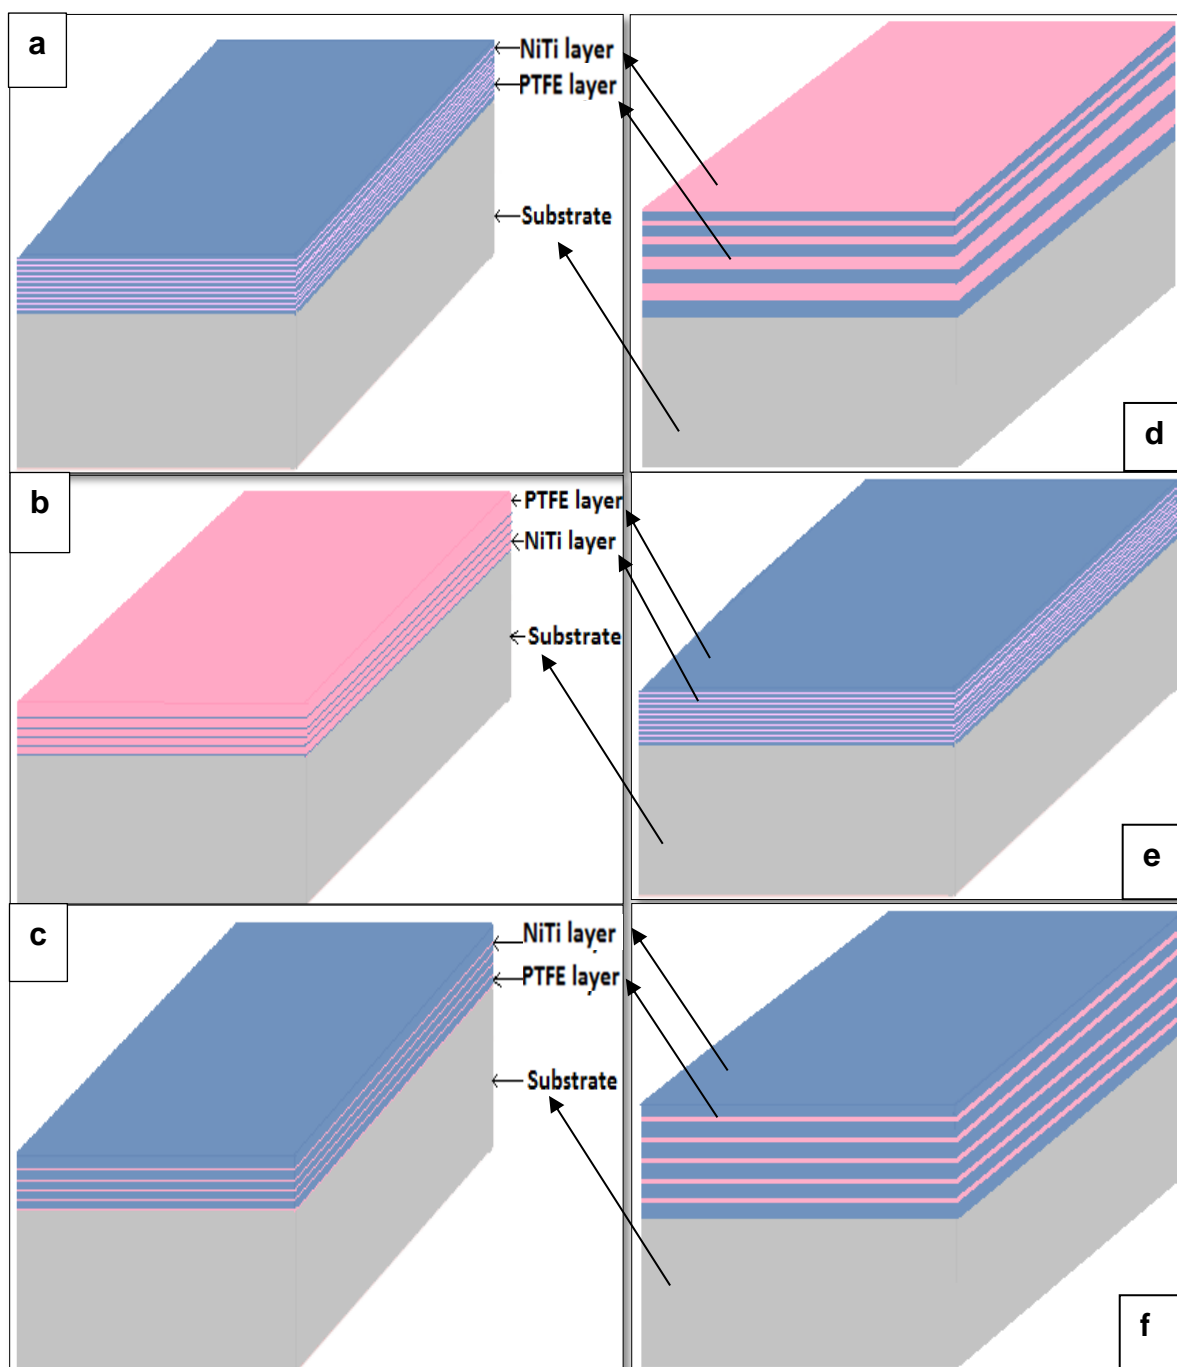 a
NiTi layer
PTFE layer
Substrate
d
b
PTFE layer
NiTi layer
Substrate
e
c
NiTi layer
PTFE layer
Substrate
f